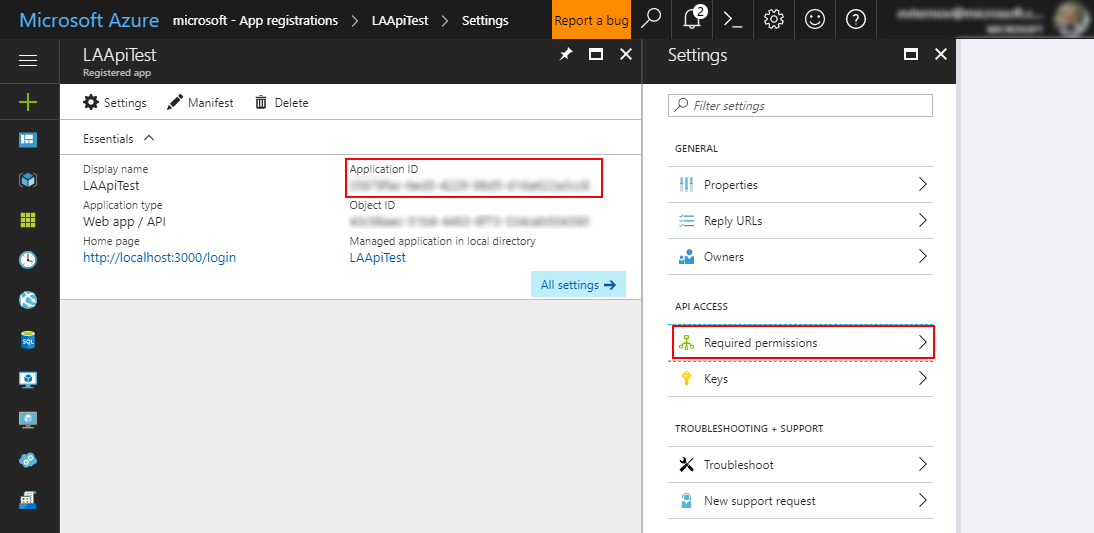 Microsoft Azure microsoft - App registrations > LAApiTest > Settings Report a bug 2
LAApiTest
Registered app
Settings Manifest Delete
Essentials
Display name
LAApiTest
Application type
Web app / API
Home page
http://localhost:3000/login
Application ID
Object ID
Managed application in local directory
LAApiTest
All settings →
Settings
Filter settings
GENERAL
Properties
Reply URLs
Owners
API ACCESS
Required permissions
Keys
TROUBLESHOOTING + SUPPORT
Troubleshoot
New support request
SQL